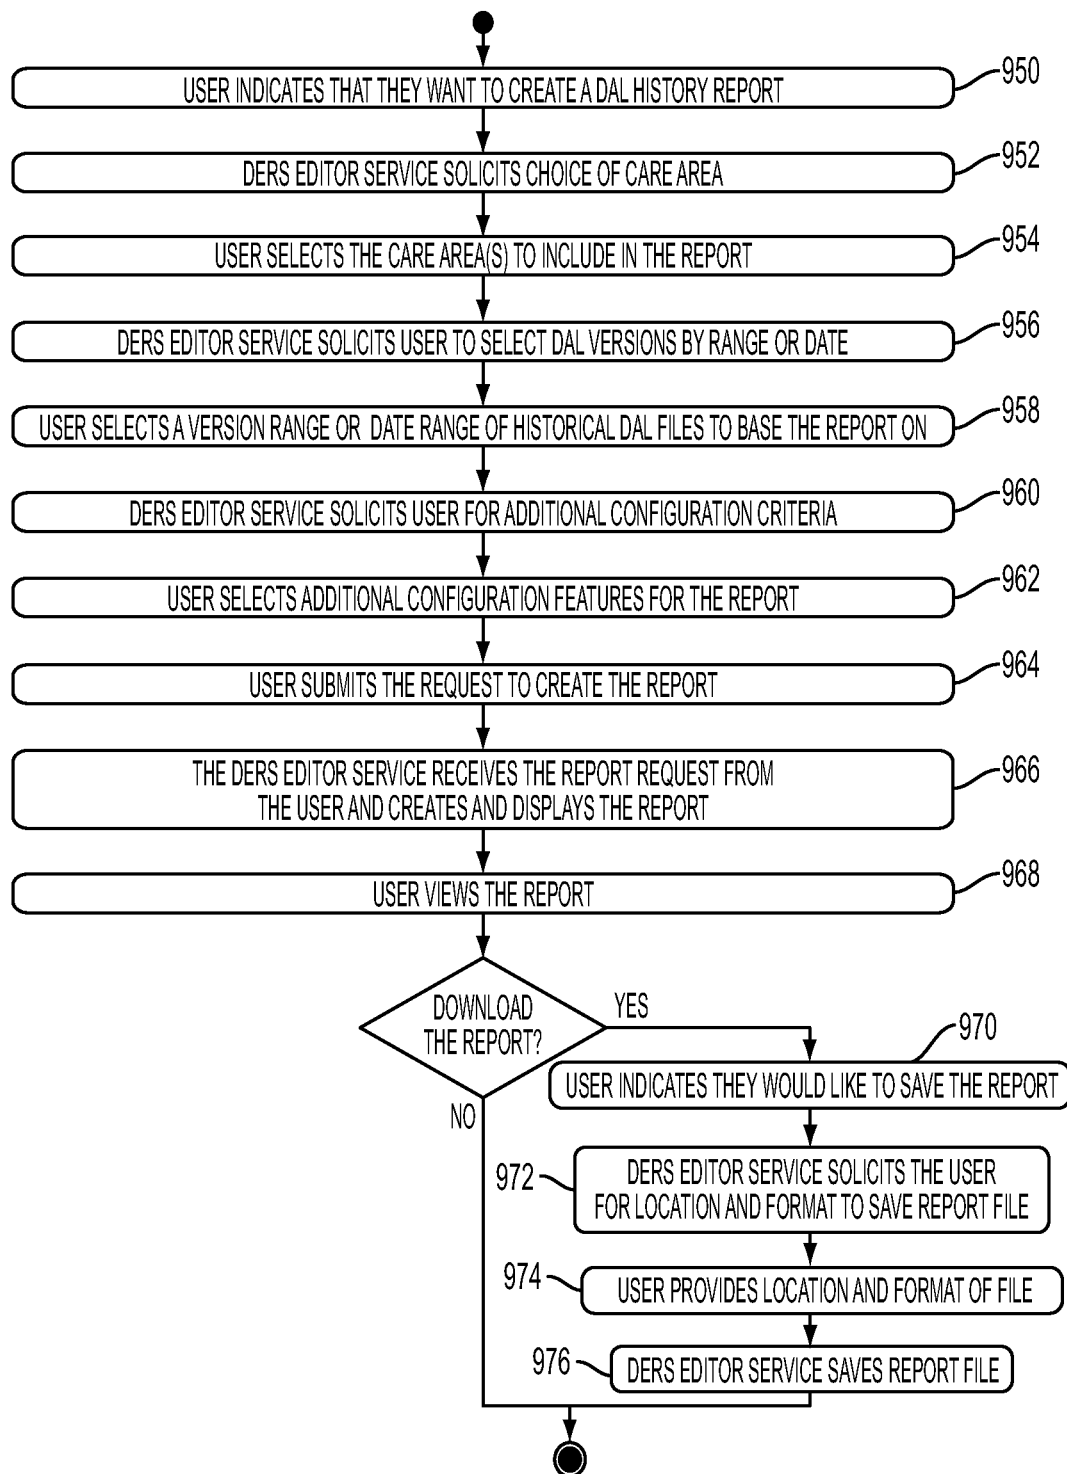 USER INDICATES THAT THEY WANT TO CREATE A DAL HISTORY REPORT
950
DERS EDITOR SERVICE SOLICITS CHOICE OF CARE AREA
952
USER SELECTS THE CARE AREA(S) TO INCLUDE IN THE REPORT
954
DERS EDITOR SERVICE SOLICITS USER TO SELECT DAL VERSIONS BY RANGE OR DATE
956
USER SELECTS A VERSION RANGE OR DATE RANGE OF HISTORICAL DAL FILES TO BASE THE REPORT ON
958
DERS EDITOR SERVICE SOLICITS USER FOR ADDITIONAL CONFIGURATION CRITERIA
960
USER SELECTS ADDITIONAL CONFIGURATION FEATURES FOR THE REPORT
962
USER SUBMITS THE REQUEST TO CREATE THE REPORT
964
THE DERS EDITOR SERVICE RECEIVES THE REPORT REQUEST FROM
THE USER AND CREATES AND DISPLAYS THE REPORT
966
USER VIEWS THE REPORT
968
DOWNLOAD
THE REPORT?
YES
NO
970
USER INDICATES THEY WOULD LIKE TO SAVE THE REPORT
972
DERS EDITOR SERVICE SOLICITS THE USER
FOR LOCATION AND FORMAT TO SAVE REPORT FILE
974
USER PROVIDES LOCATION AND FORMAT OF FILE
976
DERS EDITOR SERVICE SAVES REPORT FILE